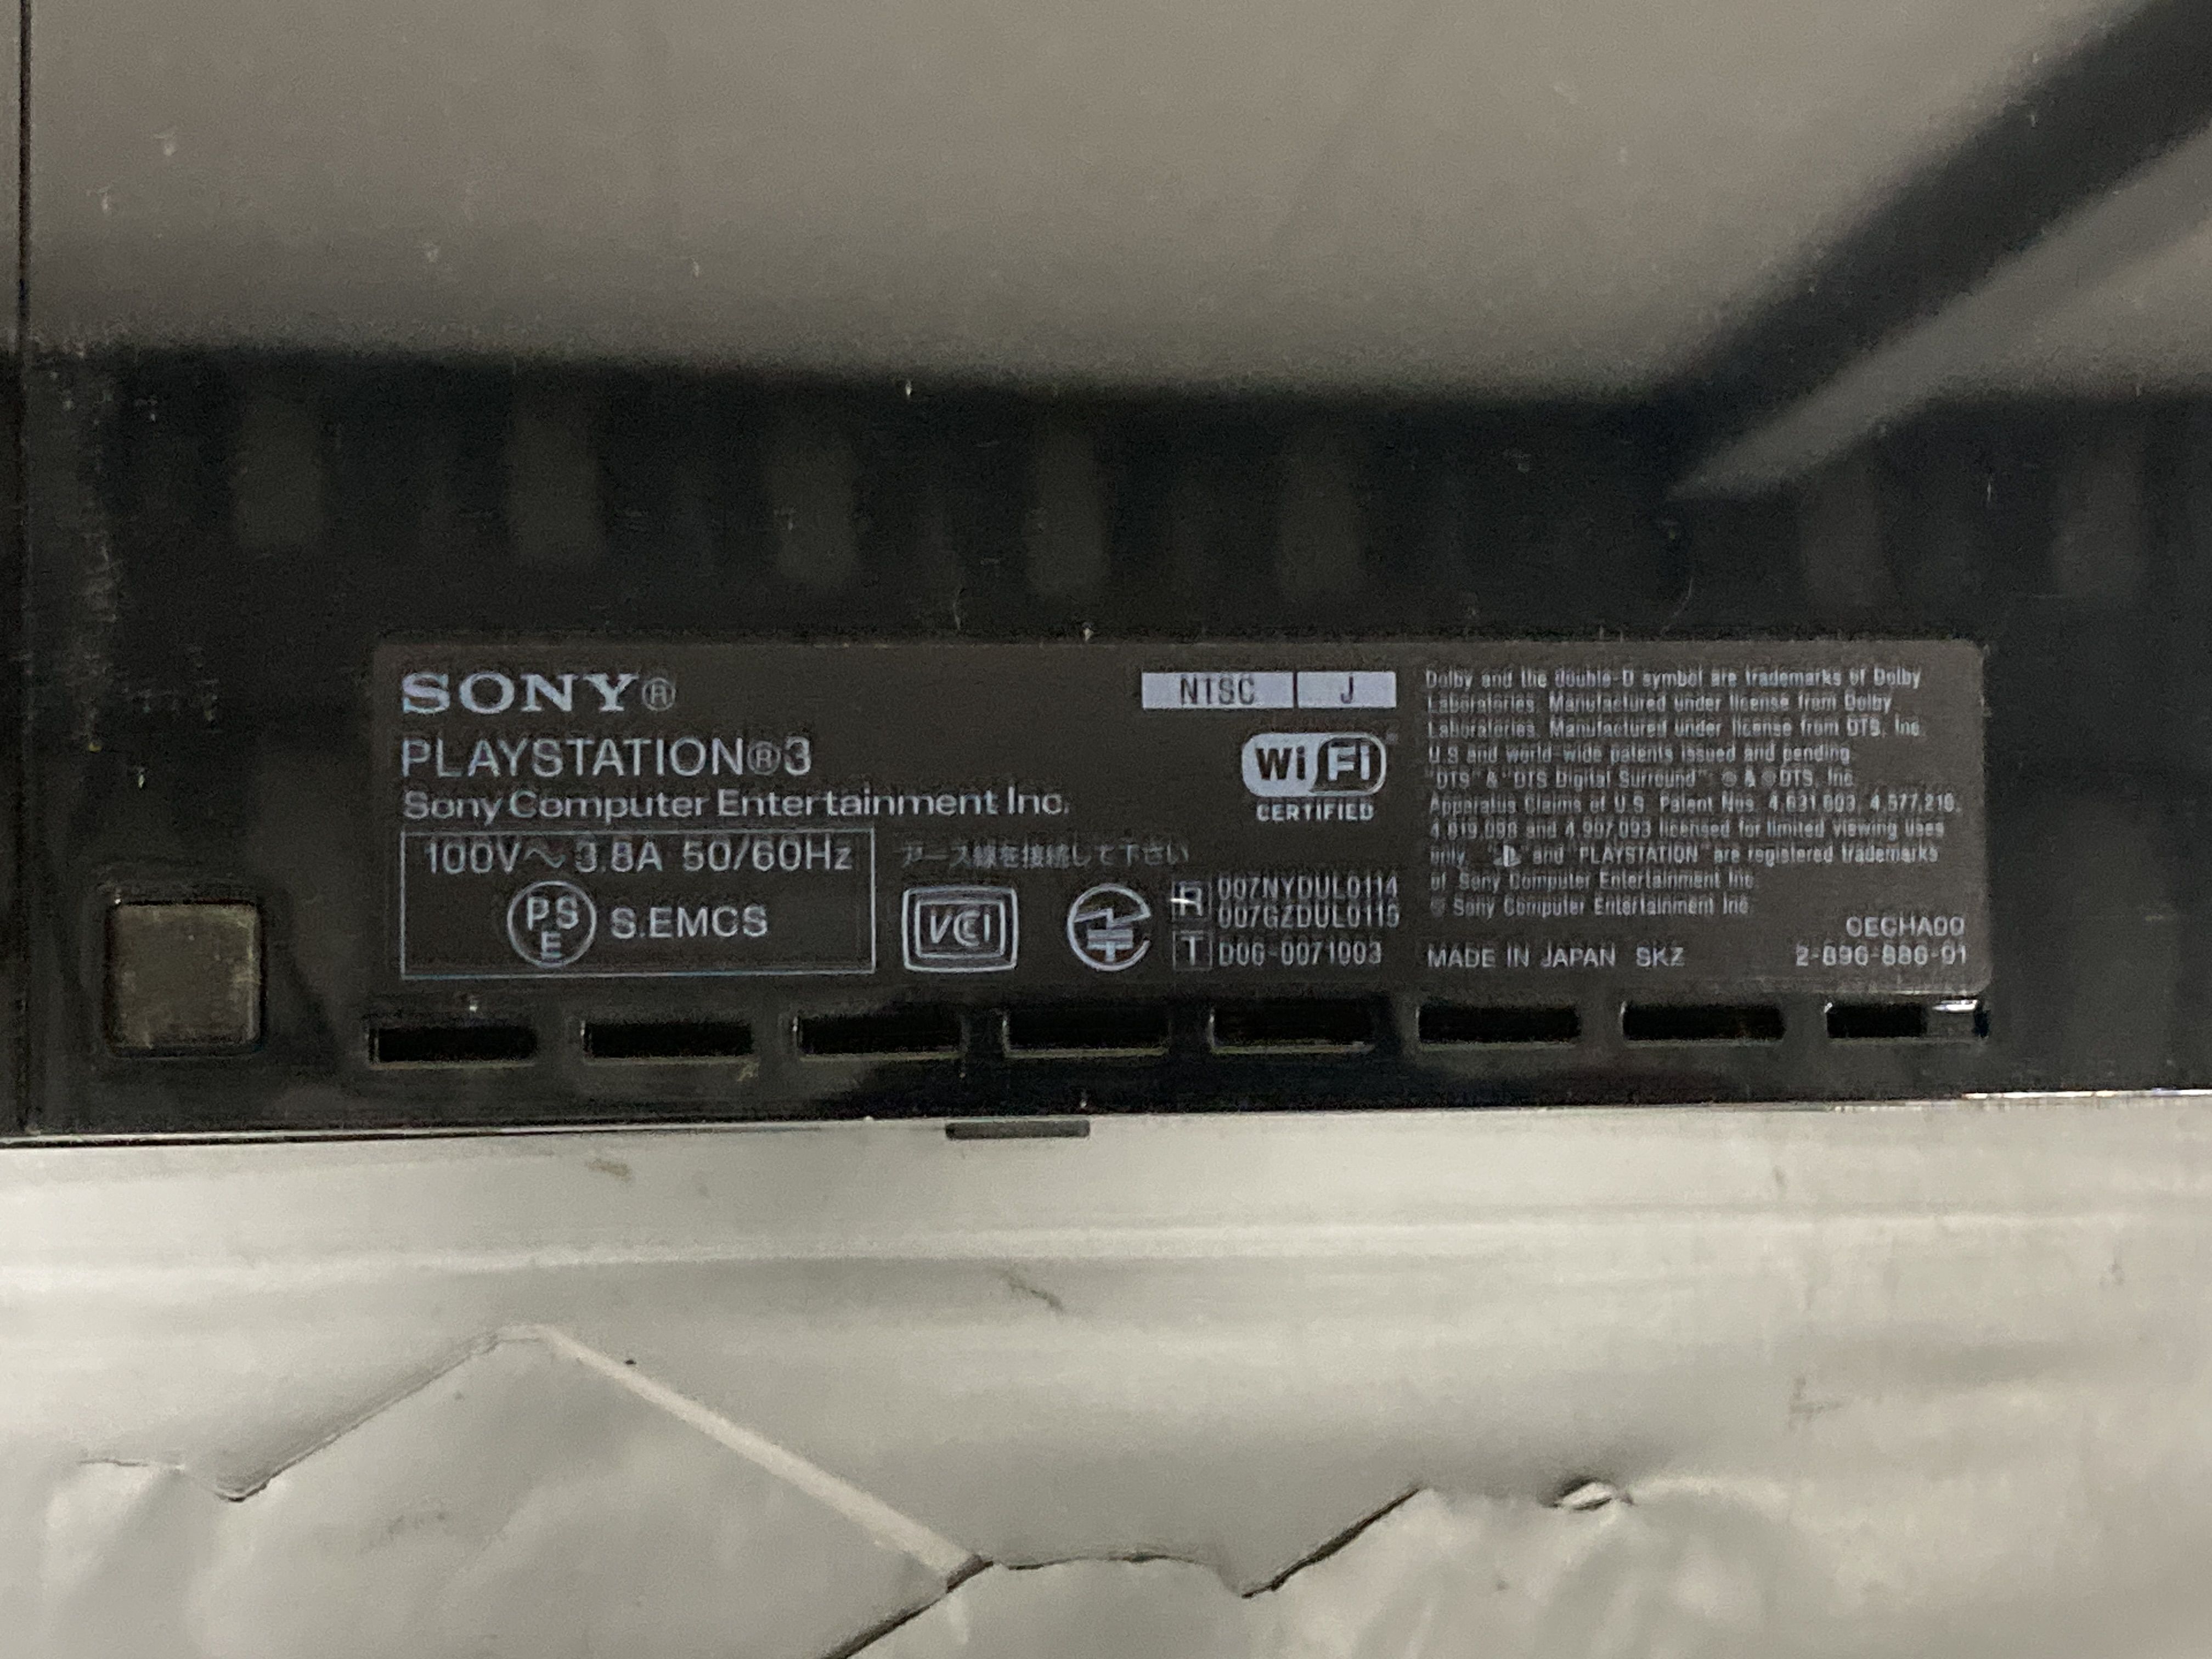 SONY®
PLAYSTATION®3
Sony Computer Entertainment Inc.
100V～ 3.8A 50/60Hz
PS
E
S.EMCS
NTSC J
Wi Fi
CERTIFIED
アース線を接続して下さい
VCI
R 007NYDUL0114
007GZDUL0115
T D06-0071003
Dolby and the double-D symbol are trademarks of Dolby
Laboratories. Manufactured under license from Dolby
Laboratories. Manufactured under license from DTS, Inc.
U.S and world-wide patents issued and pending
"DTS" & "DTS Digital Surround": ® & ©DTS, Inc.
Apparatus Claims of U.S. Patent Nos. 4,631,603, 4,577,216,
4,819,098 and 4,907,093 licensed for limited viewing uses
only. " " and "PLAYSTATION" are registered trademarks
of Sony Computer Entertainment Inc.
© Sony Computer Entertainment Inc.
OECHA00
MADE IN JAPAN SKZ 2-896-886-01